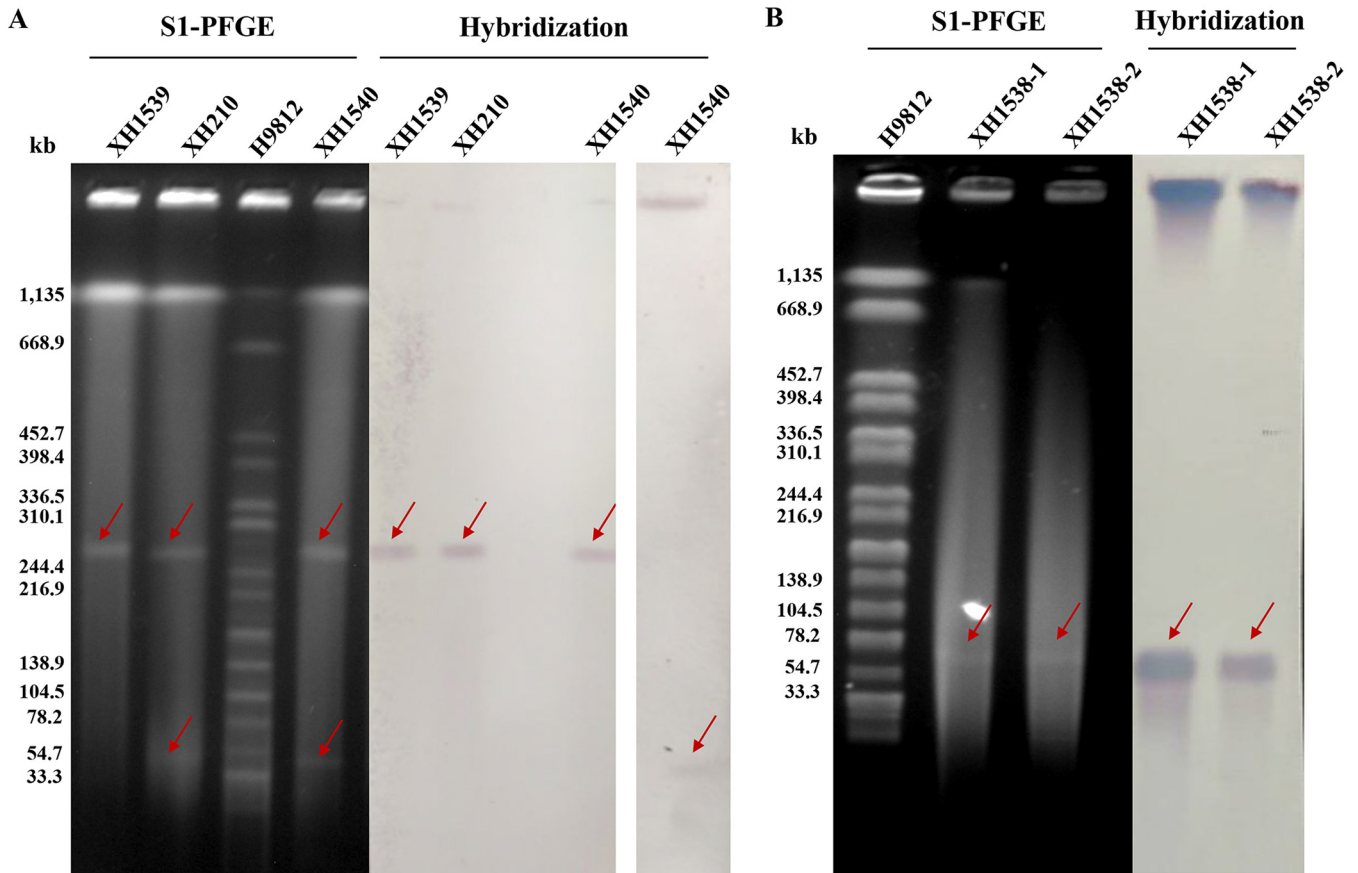 A
S1-PFGE
Hybridization
XH1539
XH210
H9812
XH1540
XH1539
XH210
XH1540
XH1540
kb
1,135
668.9
452.7
398.4
336.5
310.1
244.4
216.9
138.9
104.5
78.2
54.7
33.3
B
S1-PFGE
Hybridization
H9812
XH1538-1
XH1538-2
XH1538-1
XH1538-2
kb
1,135
668.9
452.7
398.4
336.5
310.1
244.4
216.9
138.9
104.5
78.2
54.7
33.3